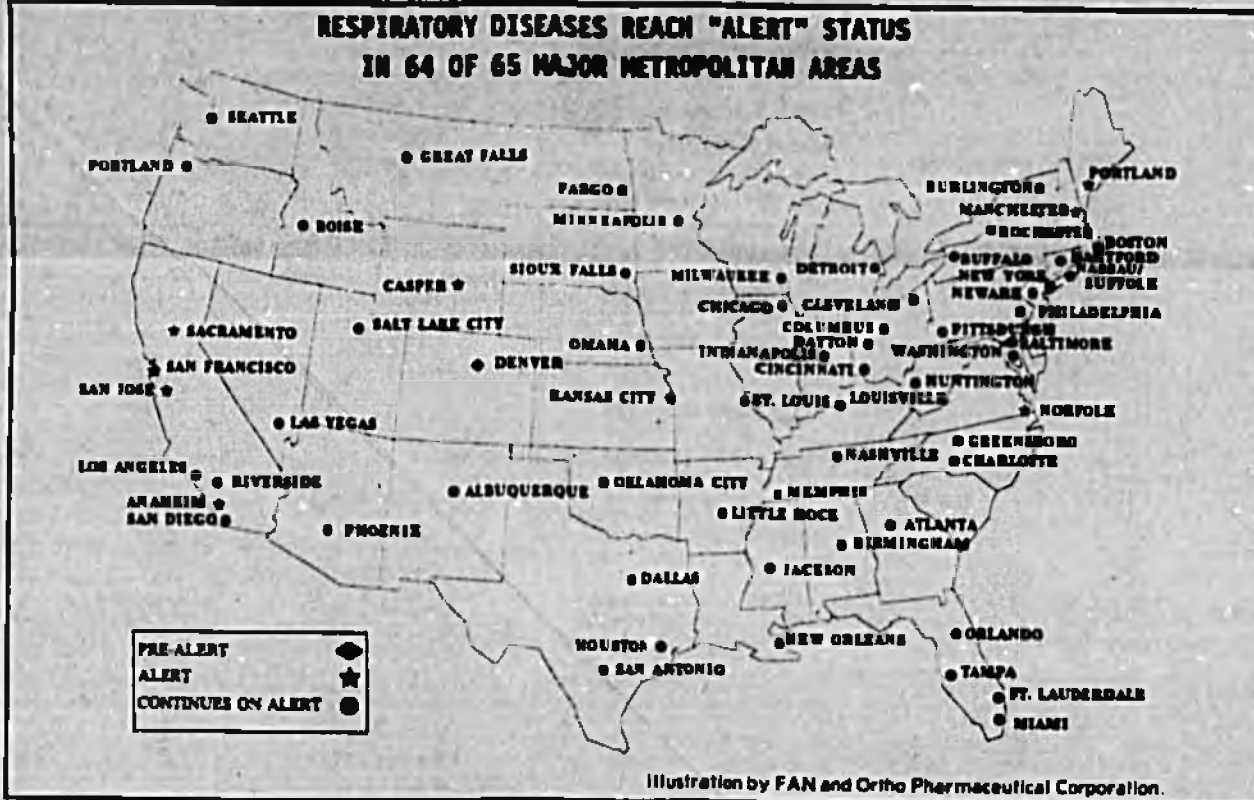 RESPIRATORY DISEASES REACH "ALERT" STATUS
IN 64 OF 65 MAJOR METROPOLITAN AREAS
SEATTLE
PORTLAND
GREAT FALLS
FARGO
MINNEAPOLIS
BOISE
BURLINGTON
PORTLAND
MANCHESTER
ROCHESTER
BOSTON
BUFFALO
HARTFORD
NEW YORK
NASSAU/
SUFFOLK
NEWARK
SIOUX FALLS
MILWAUKEE
DETROIT
CASPER
CHICAGO
CLEVELAND
PHILADELPHIA
SACRAMENTO
SALT LAKE CITY
COLUMBUS
PITTSBURGH
OMAHA
DAYTON
BALTIMORE
INDIANAPOLIS
WASHINGTON
SAN FRANCISCO
DENVER
CINCINNATI
SAN JOSE
KANSAS CITY
ST. LOUIS
LOUISVILLE
HUNTINGTON
NORFOLK
LAS VEGAS
GREENSBORO
NASHVILLE
CHARLOTTE
LOS ANGELES
RIVERSIDE
ALBUQUERQUE
OKLAHOMA CITY
MEMPHIS
ANAHEIM
SAN DIEGO
PHOENIX
LITTLE ROCK
ATLANTA
BIRMINGHAM
DALLAS
JACKSON
HOUSTON
NEW ORLEANS
ORLANDO
SAN ANTONIO
TAMPA
FT. LAUDERDALE
MIAMI
PRE-ALERT
ALERT
CONTINUES ON ALERT
Illustration by FAN and Ortho Pharmaceutical Corporation.